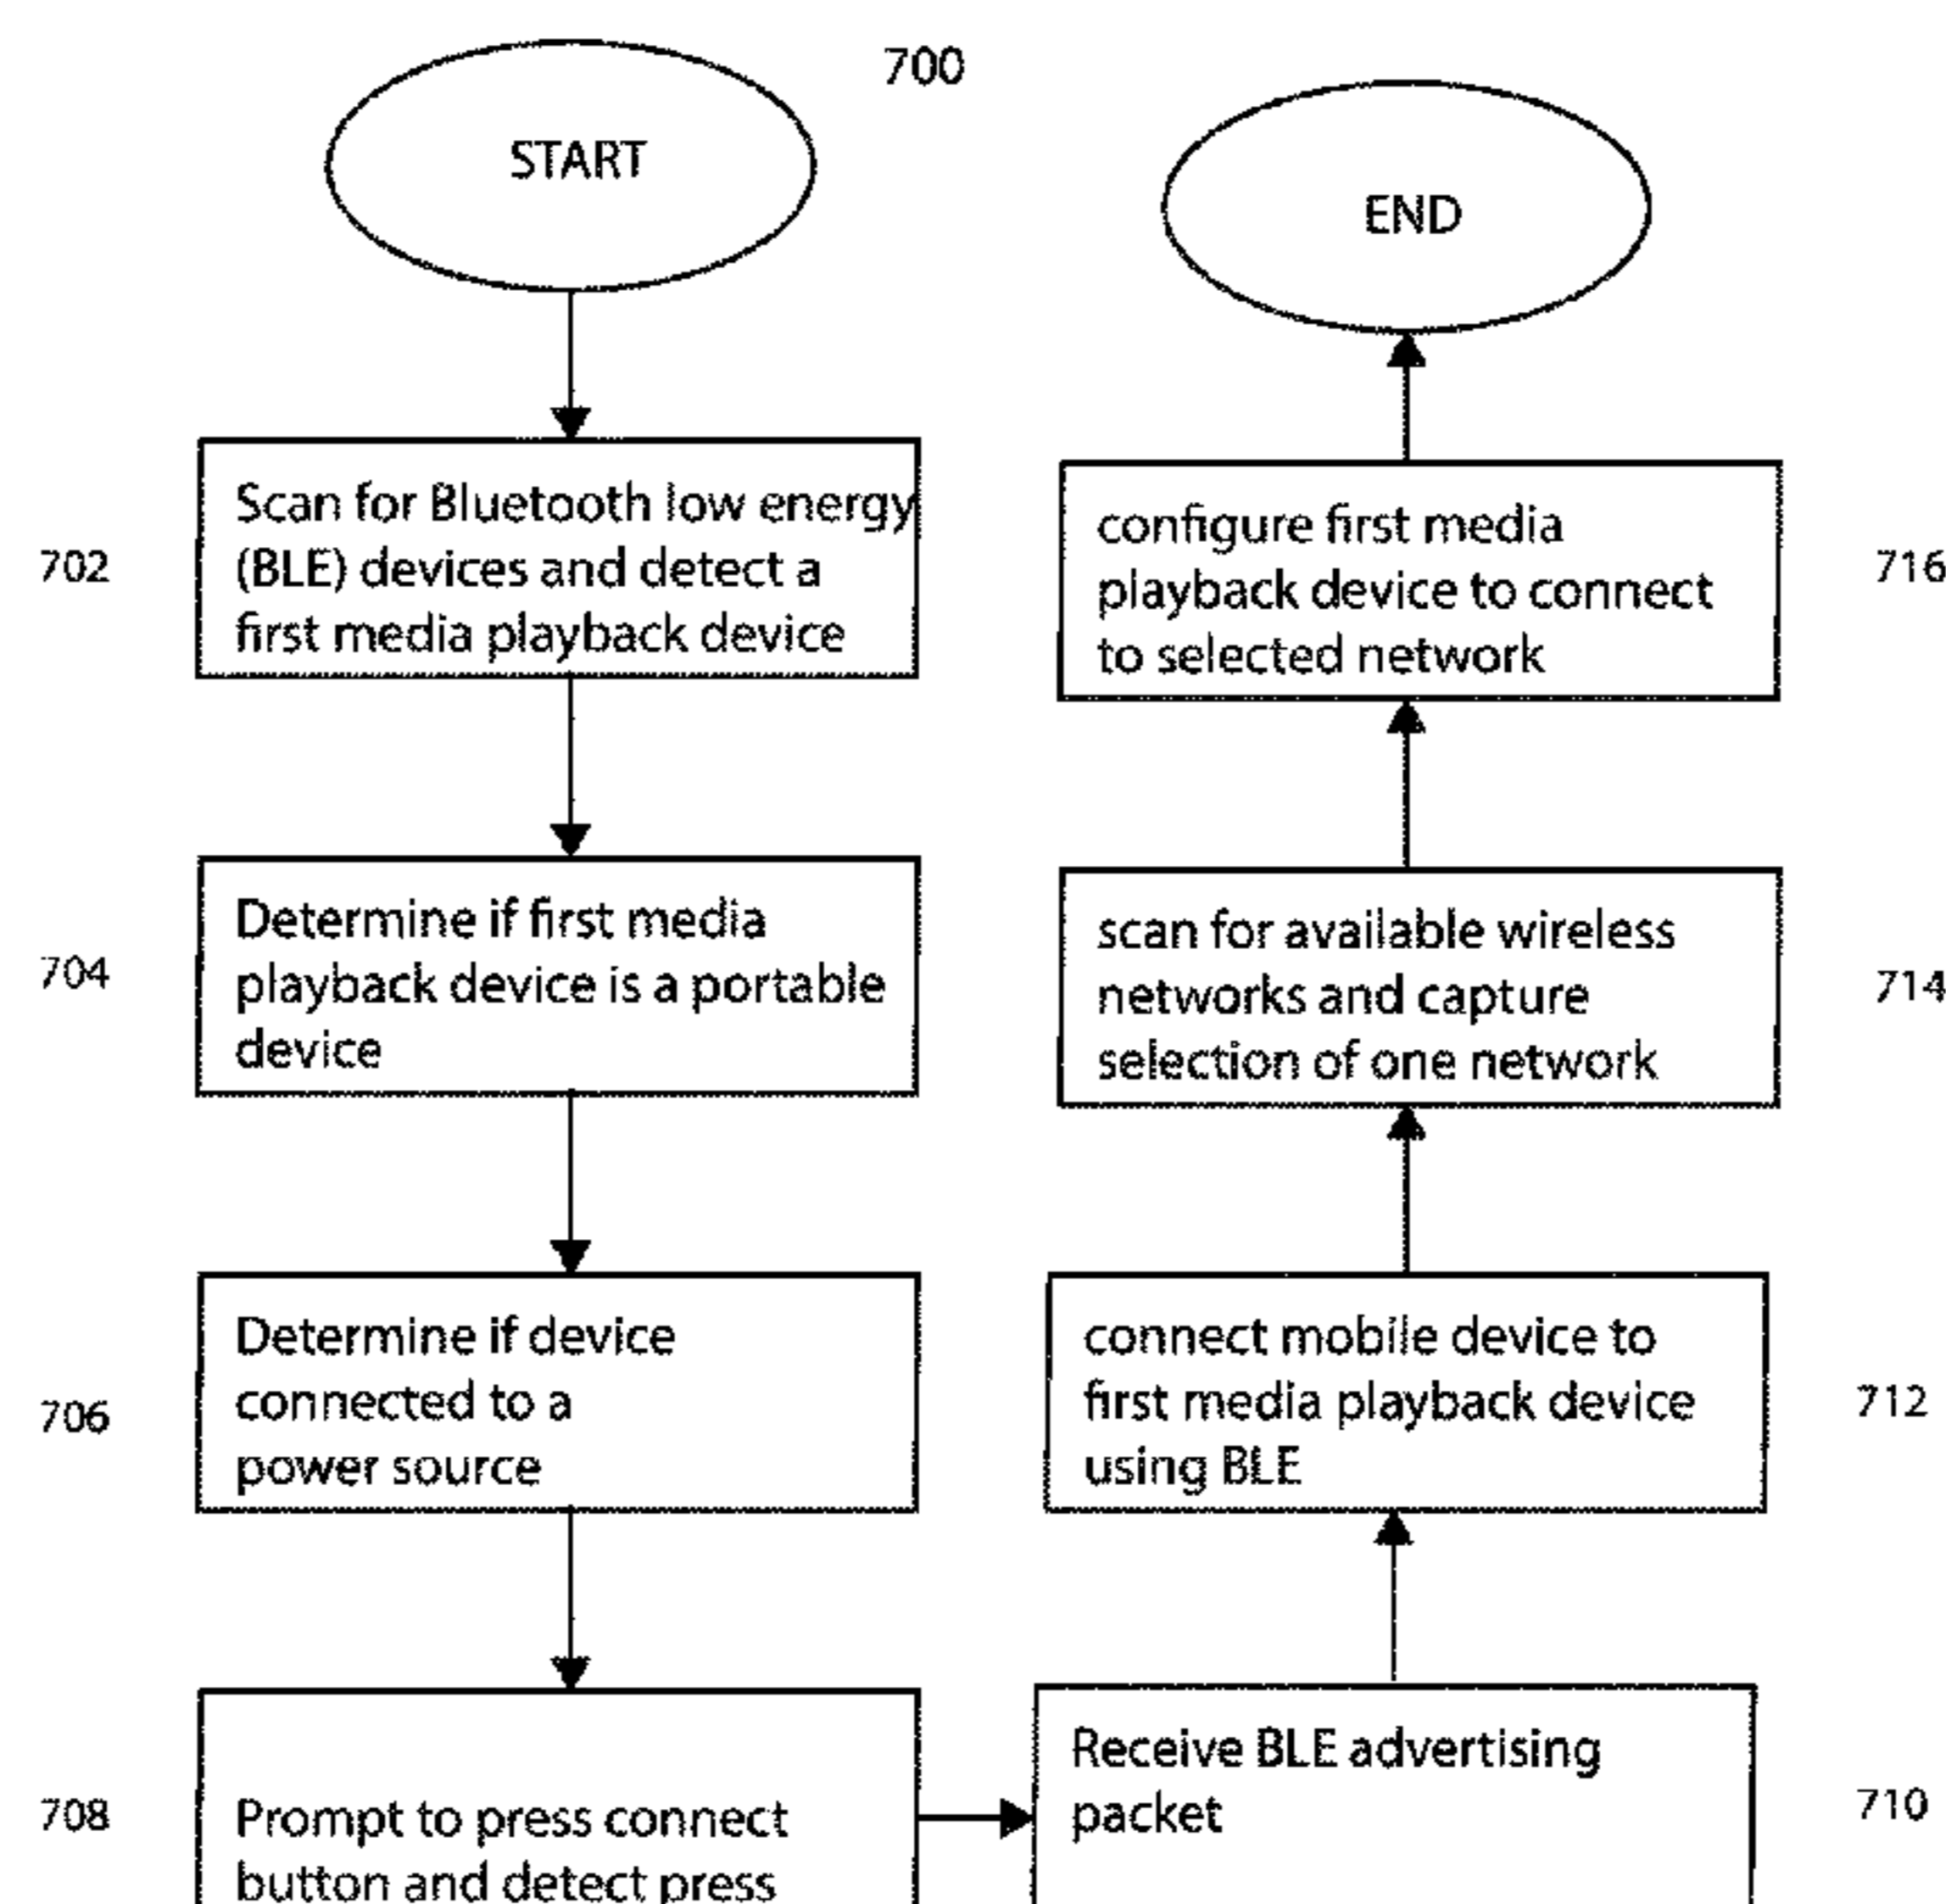 700
START
702
Scan for Bluetooth low energy
(BLE) devices and detect a
first media playback device
704
Determine if first media
playback device is a portable
device
706
Determine if device
connected to a
power source
708
Prompt to press connect
button and detect press
Receive BLE advertising
packet
710
connect mobile device to
first media playback device
using BLE
712
scan for available wireless
networks and capture
selection of one network
714
configure first media
playback device to connect
to selected network
716
END